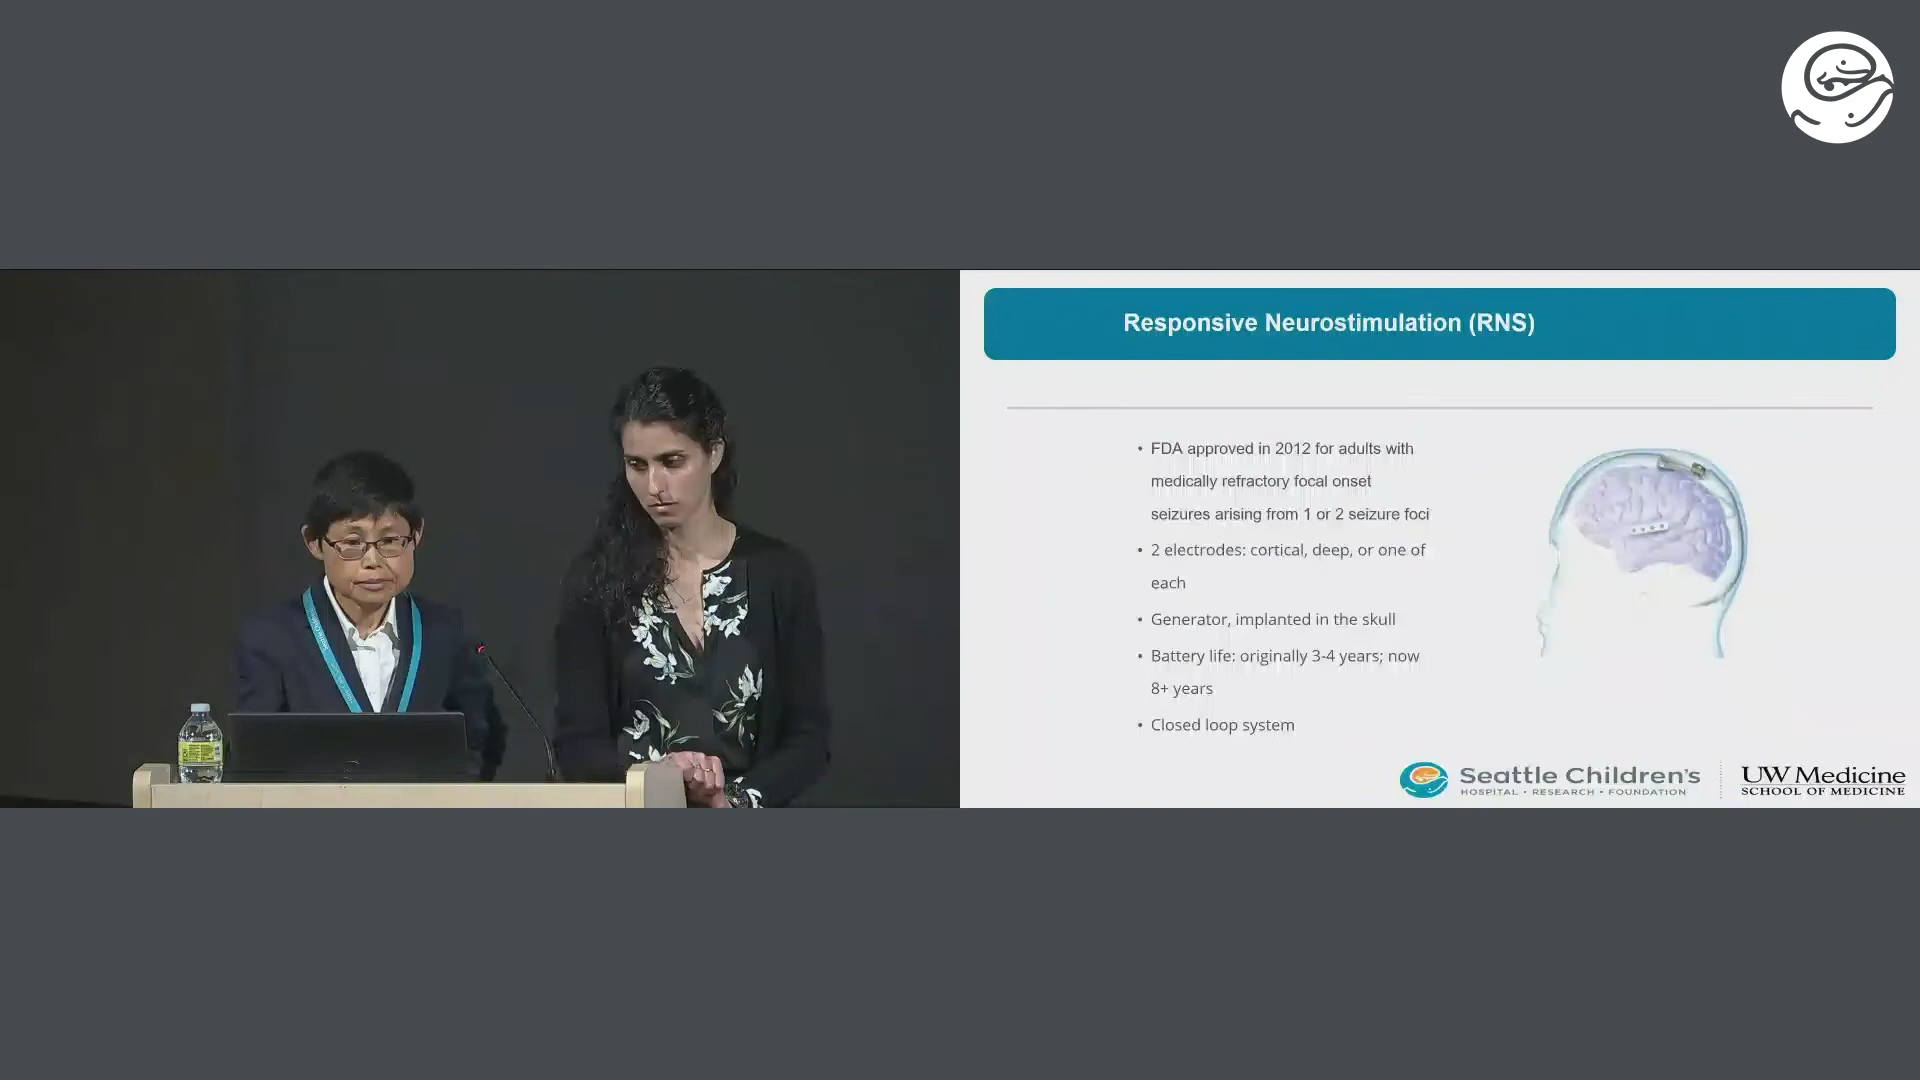 Responsive Neurostimulation (RNS)
• FDA approved in 2012 for adults with
medically refractory focal onset
seizures arising from 1 or 2 seizure foci
• 2 electrodes: cortical, deep, or one of
each
• Generator, implanted in the skull
• Battery life: originally 3-4 years; now
8+ years
• Closed loop system
Seattle Children's
HOSPITAL • RESEARCH • FOUNDATION
UW Medicine
SCHOOL OF MEDICINE